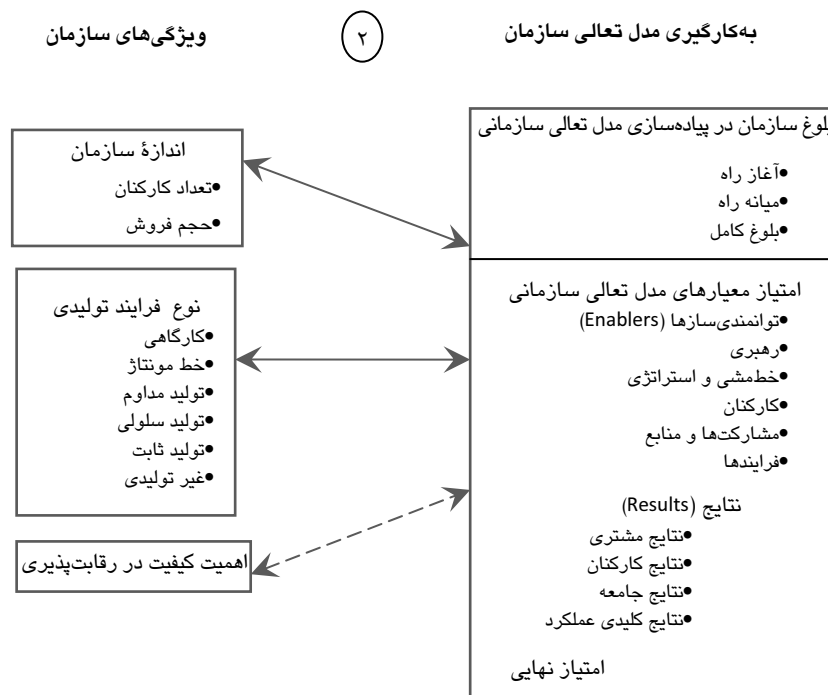 به‌کارگیری مدل تعالی سازمان
۲
ویژگی‌های سازمان
بلوغ سازمان در پیاده‌سازی مدل تعالی سازمانی
•آغاز راه
•میانه راه
•بلوغ کامل
امتیاز معیارهای مدل تعالی سازمانی
•توانمندی‌سازها (Enablers)
•رهبری
•خط‌مشی و استراتژی
•کارکنان
•مشارکت‌ها و منابع
•فرایندها
نتایج (Results)
•نتایج مشتری
•نتایج کارکنان
•نتایج جامعه
•نتایج کلیدی عملکرد
امتیاز نهایی
اندازهٔ سازمان
•تعداد کارکنان
•حجم فروش
نوع فرایند تولیدی
•کارگاهی
•خط مونتاژ
•تولید مداوم
•تولید سلولی
•تولید ثابت
•غیر تولیدی
اهمیت کیفیت در رقابت‌پذیری